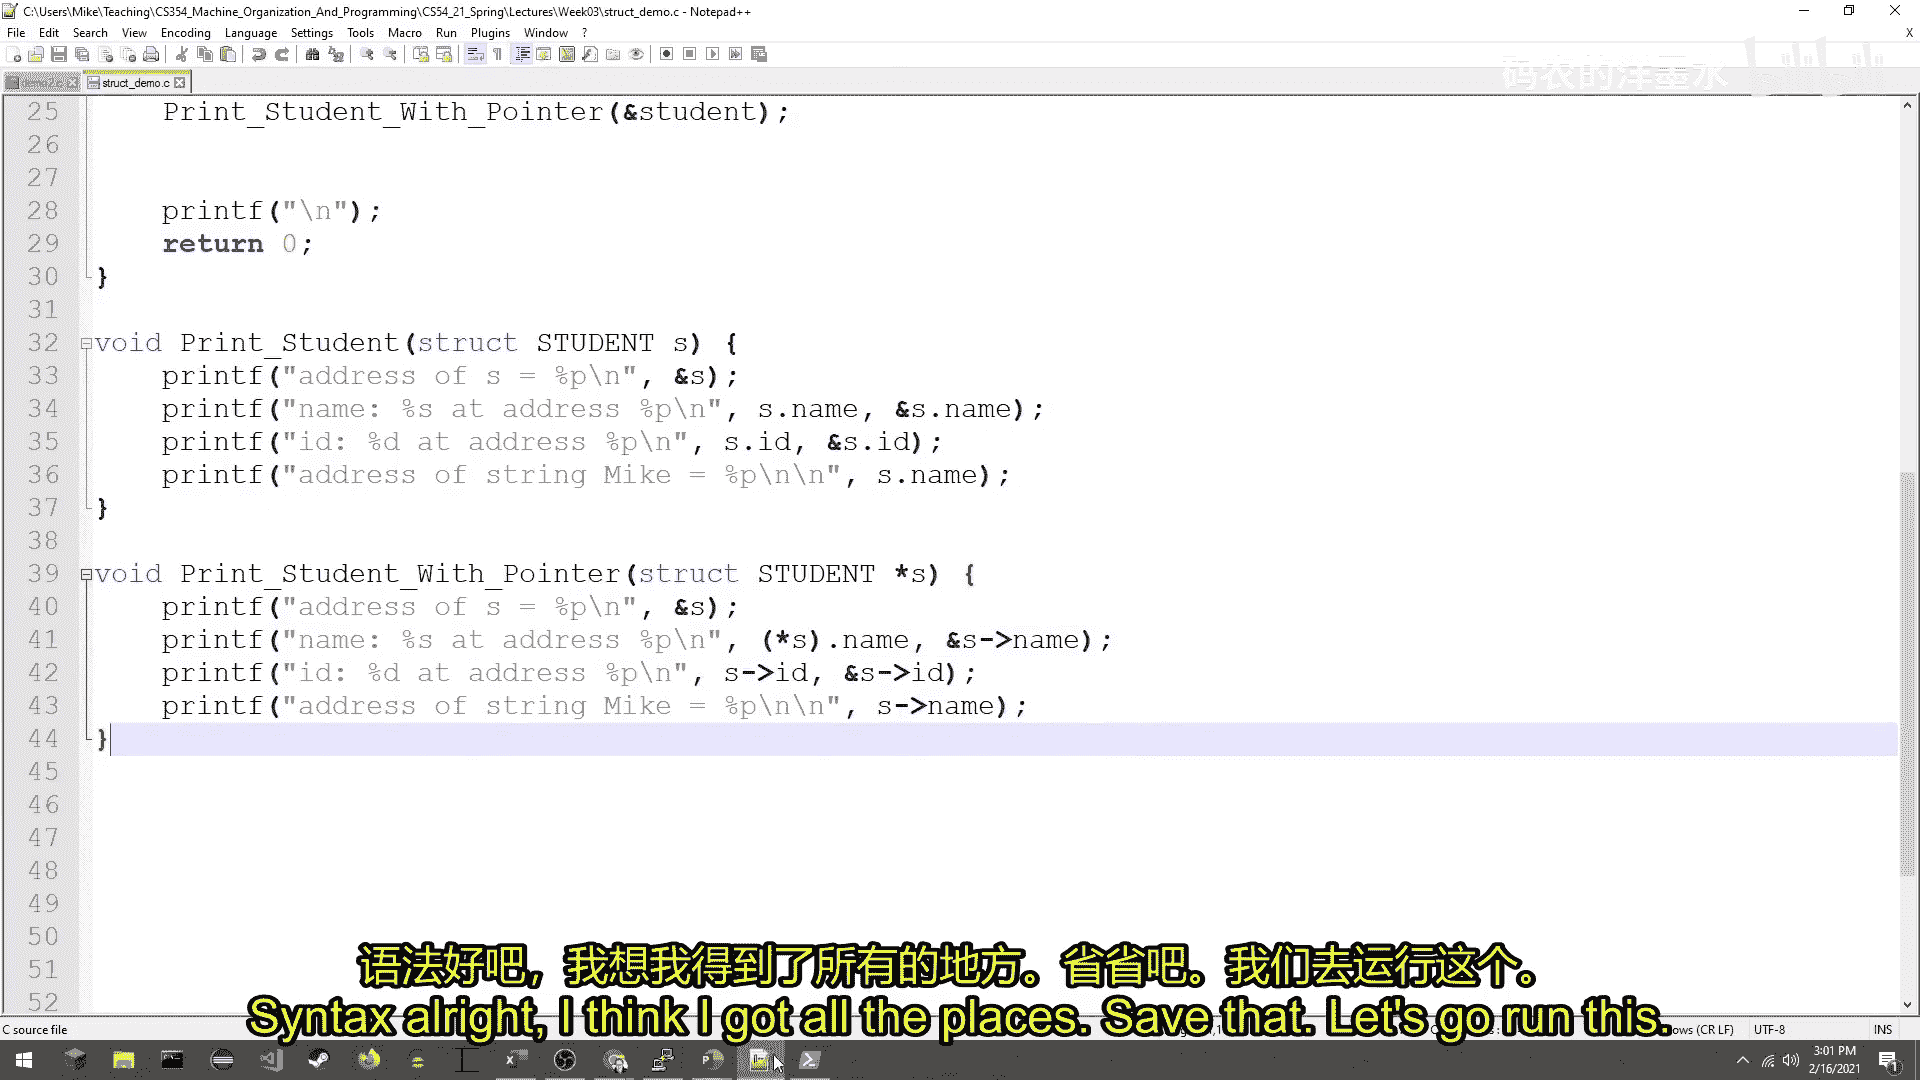 C:\Users\Mike\Teaching\CS354_Machine_Organization_And_Programming\CS54_21_Spring\Lectures\Week03\struct_demo.c - Notepad++
File Edit Search View Encoding Language Settings Tools Macro Run Plugins Window ?
X
码农的洋墨水
struct_demo.c
25 Print_Student_With_Pointer(&student);
26
27
28 printf("\n");
29 return 0;
30 }
31
32 void Print_Student(struct STUDENT s) {
33 printf("address of s = %p\n", &s);
34 printf("name: %s at address %p\n", s.name, &s.name);
35 printf("id: %d at address %p\n", s.id, &s.id);
36 printf("address of string Mike = %p\n\n", s.name);
37 }
38
39 void Print_Student_With_Pointer(struct STUDENT *s) {
40 printf("address of s = %p\n", &s);
41 printf("name: %s at address %p\n", (*s).name, &s->name);
42 printf("id: %d at address %p\n", s->id, &s->id);
43 printf("address of string Mike = %p\n\n", s->name);
44 }
45
46
47
48
49
50
51
52
语法好吧，我想我得到了所有的地方。省省吧。我们去运行这个。
Syntax alright, I think I got all the places. Save that. Let's go run this.
C source file
(CR LF) UTF-8 INS
3:01 PM
2/16/2021